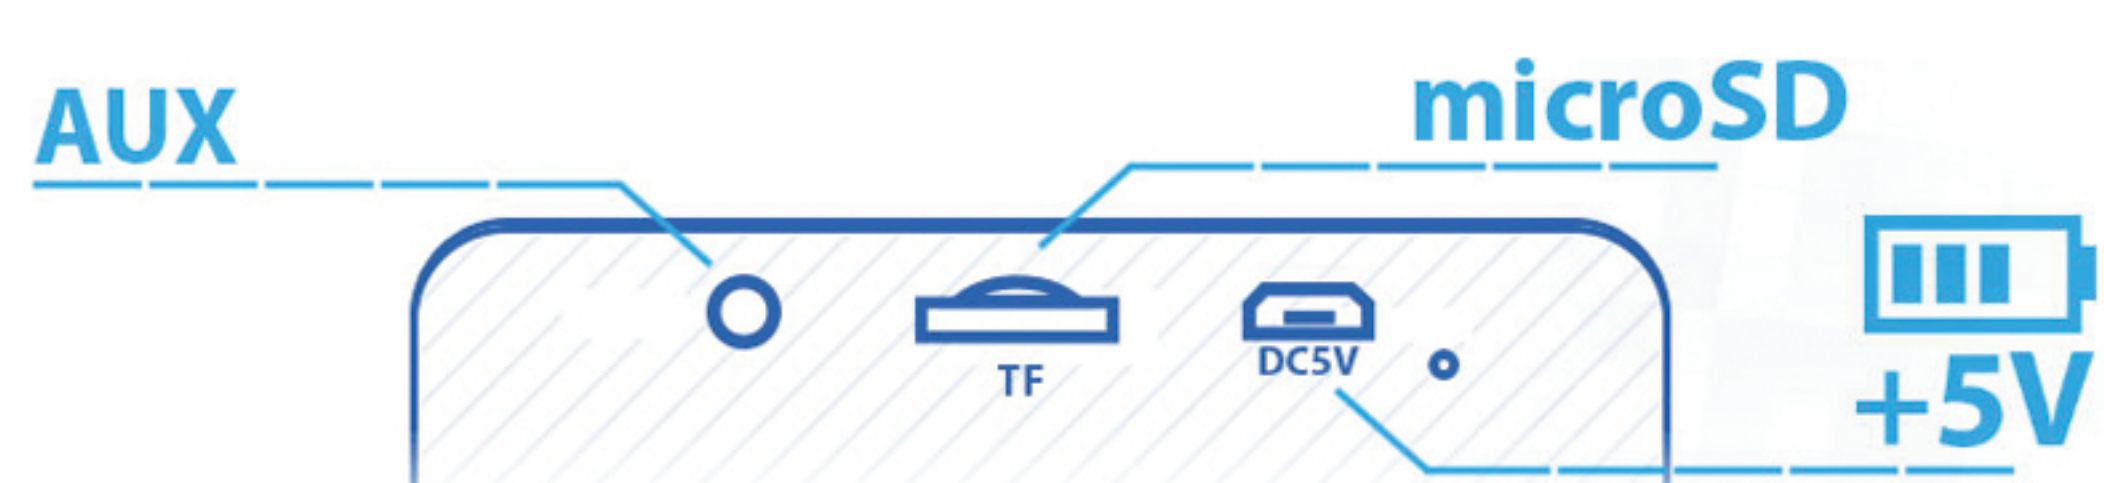 AUX
microSD
TF
DC5V
+5V